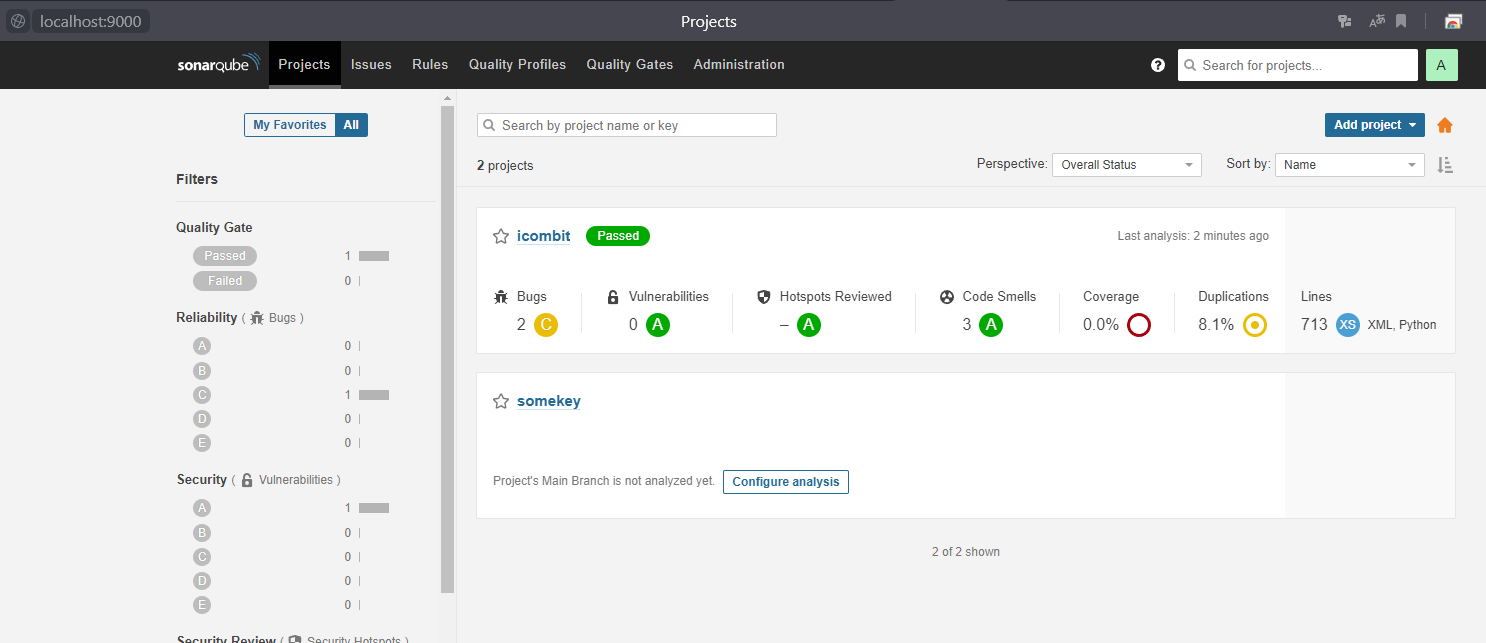 localhost:9000 Projects
sonarqube Projects Issues Rules Quality Profiles Quality Gates Administration ? Search for projects... A
My Favorites All
Search by project name or key Add project
2 projects Perspective: Overall Status Sort by: Name
Filters
Quality Gate
Passed 1
Failed 0
Reliability ( Bugs )
A 0
B 0
C 1
D 0
E 0
Security ( Vulnerabilities )
A 1
B 0
C 0
D 0
E 0
Security Review ( Security Hotspots )
icombit Passed Last analysis: 2 minutes ago
Bugs Vulnerabilities Hotspots Reviewed Code Smells Coverage Duplications Lines
2 C 0 A – A 3 A 0.0% 8.1% 713 XS XML, Python
somekey
Project's Main Branch is not analyzed yet. Configure analysis
2 of 2 shown